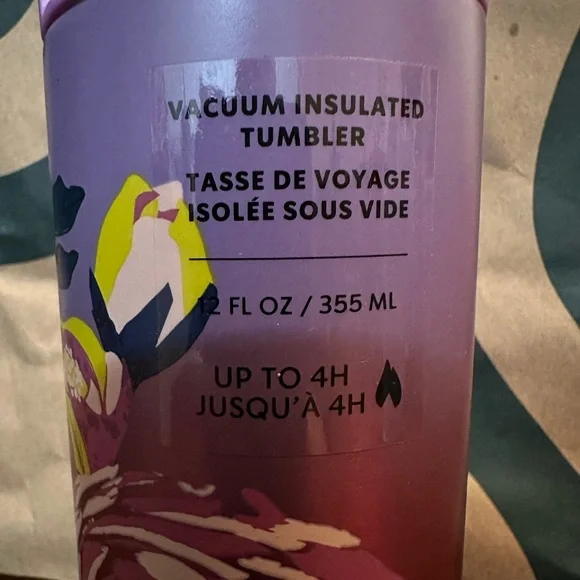 VACUUM INSULATED
TUMBLER
TASSE DE VOYAGE
ISOLÉE SOUS VIDE
12 FL OZ / 355 ML
UP TO 4H
JUSQU'À 4H